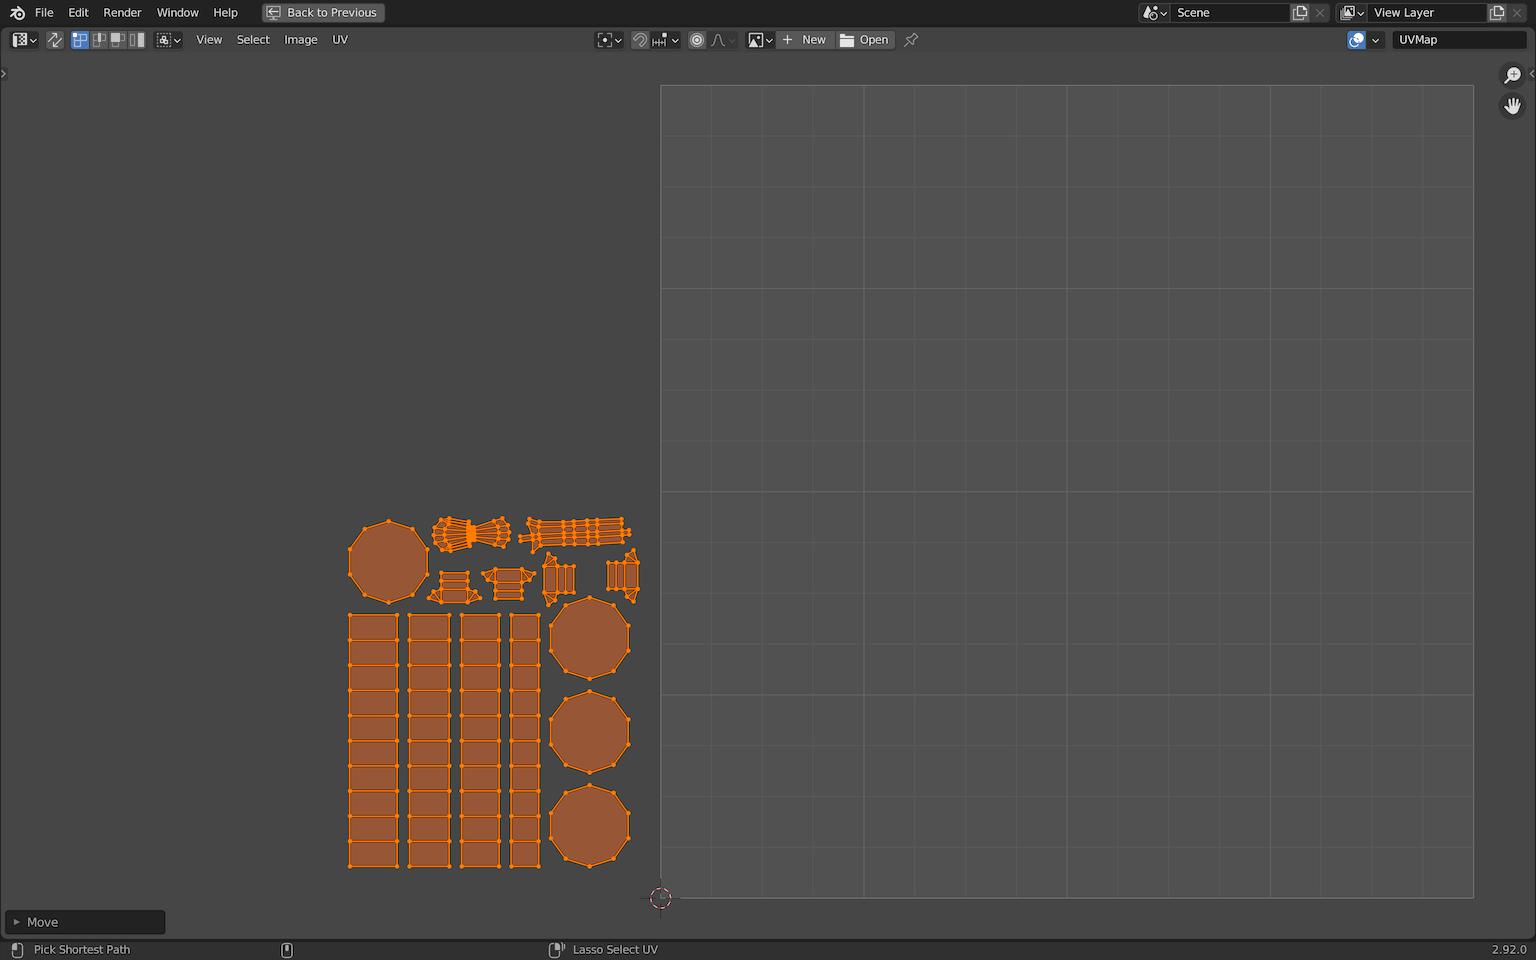 File Edit Render Window Help Back to Previous Scene View Layer
View Select Image UV New Open UVMap
Move
Pick Shortest Path Lasso Select UV 2.92.0